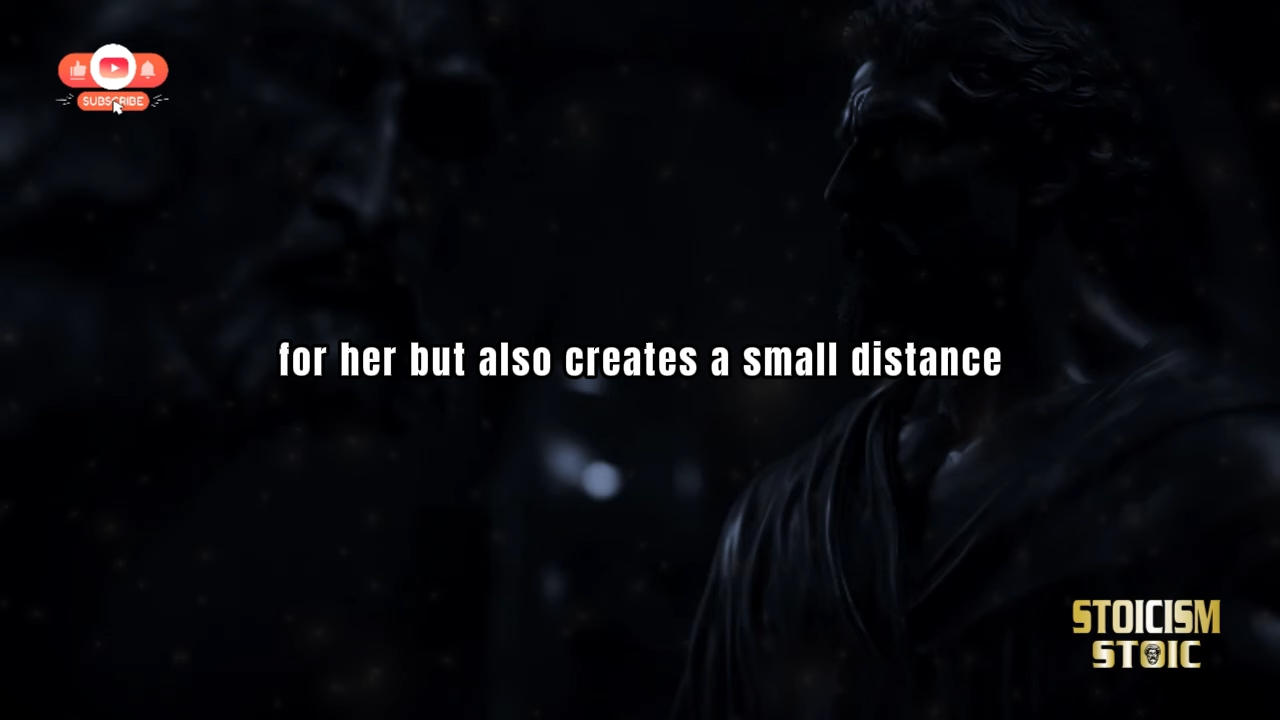 SUBSCRIBE
for her but also creates a small distance
STOICISM
STOIC